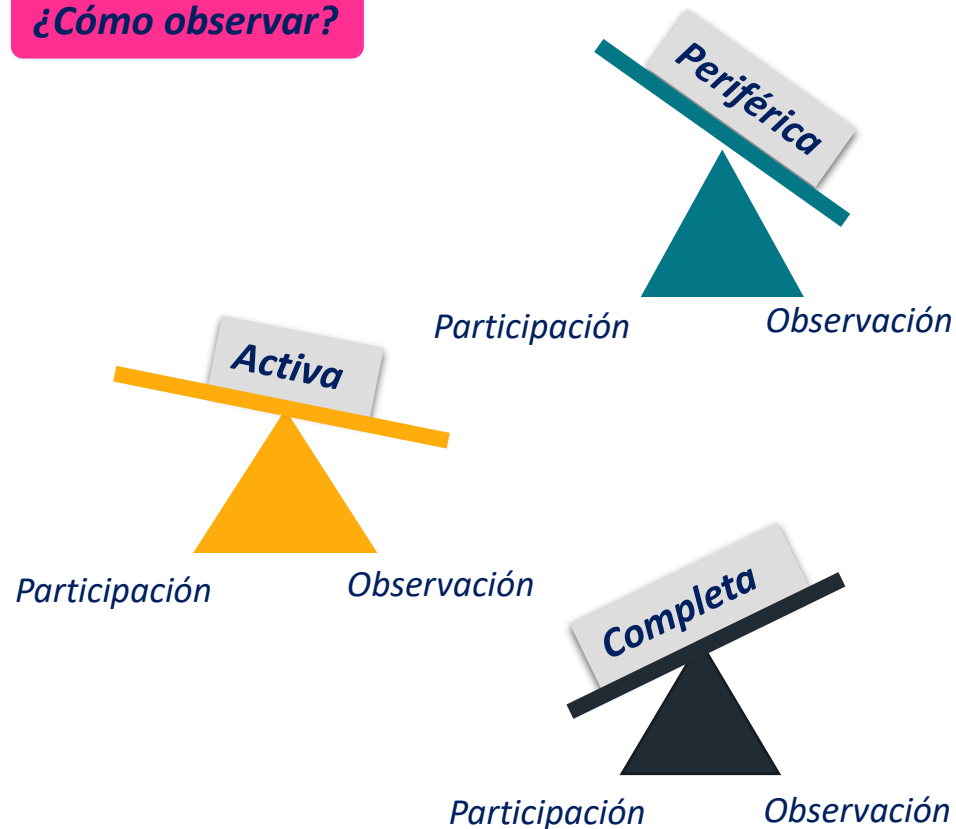 ¿Cómo observar?
Periférica
Participación
Observación
Activa
Participación
Observación
Completa
Participación
Observación